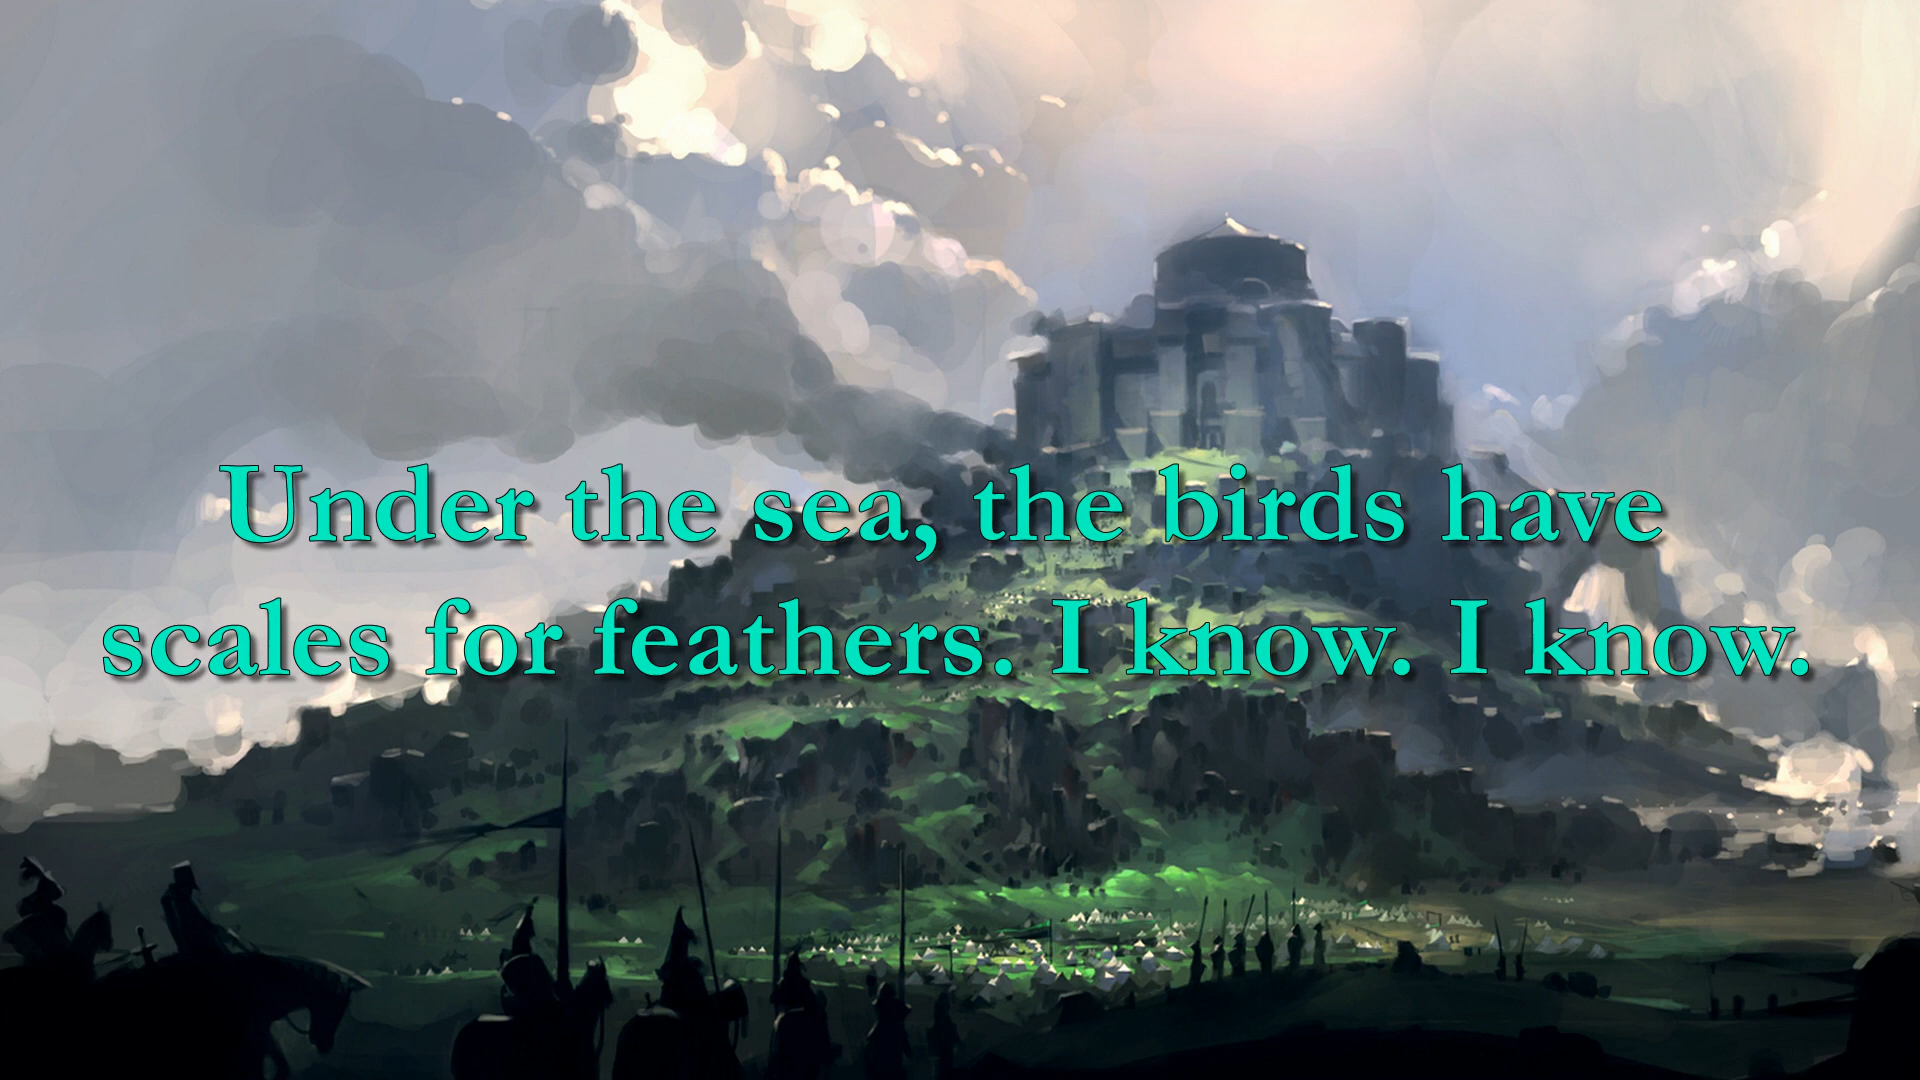 Under the sea, the birds have
scales for feathers. I know. I know.